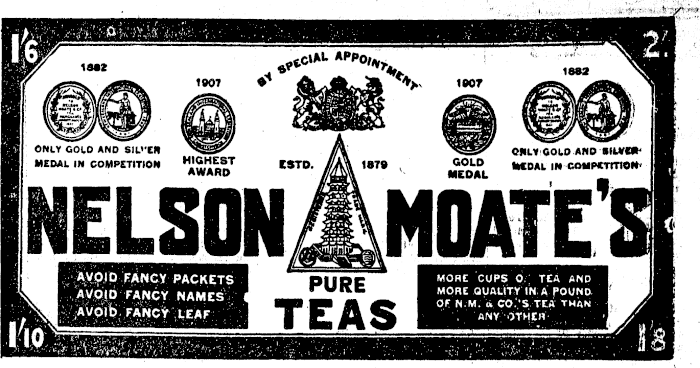 1/6
2/-
BY SPECIAL APPOINTMENT
1882
1907
1907
1882
ONLY GOLD AND SILVER
MEDAL IN COMPETITION
HIGHEST
AWARD
ESTD. 1879
GOLD
MEDAL
ONLY GOLD AND SILVER
MEDAL IN COMPETITION
NELSON MOATE'S
AVOID FANCY PACKETS
AVOID FANCY NAMES
AVOID FANCY LEAF
PURE
TEAS
MORE CUPS OF TEA AND
MORE QUALITY IN A POUND
OF N.M. & CO.'S TEA THAN
ANY OTHER
1/10
1/8